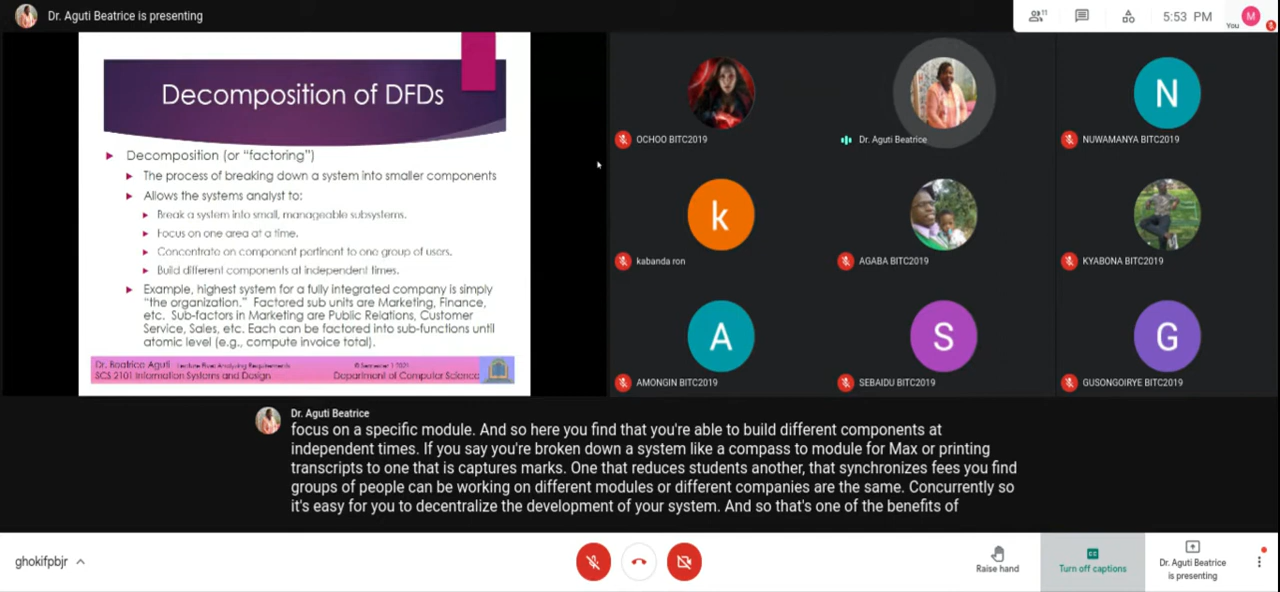 Dr. Aguti Beatrice is presenting
11
5:53 PM
You
M
Decomposition of DFDs
Decomposition (or “factoring”)
The process of breaking down a system into smaller components
Allows the systems analyst to:
Break a system into small, manageable subsystems.
Focus on one area at a time.
Concentrate on component pertinent to one group of users.
Build different components at independent times.
Example, highest system for a fully integrated company is simply
“the organization.” Factored sub units are Marketing, Finance,
etc. Sub-factors in Marketing are Public Relations, Customer
Service, Sales, etc. Each can be factored into sub-functions until
atomic level (e.g., compute invoice total).
Dr. Beatrice Aguti Lecture Five: Analyzing Requirements
SCS 2101 Information Systems and Design
Department of Computer Science
OCHOO BITC2019
Dr. Aguti Beatrice
N
NUWAMANYA BITC2019
k
kabanda ron
AGABA BITC2019
KYABONA BITC2019
A
AMONGIN BITC2019
S
SEBAIDU BITC2019
G
GUSONGOIRYE BITC2019
Dr. Aguti Beatrice
focus on a specific module. And so here you find that you're able to build different components at
independent times. If you say you're broken down a system like a compass to module for Max or printing
transcripts to one that is captures marks. One that reduces students another, that synchronizes fees you find
groups of people can be working on different modules or different companies are the same. Concurrently so
it's easy for you to decentralize the development of your system. And so that's one of the benefits of
ghokifpbjr
Raise hand
Turn off captions
Dr. Aguti Beatrice
is presenting